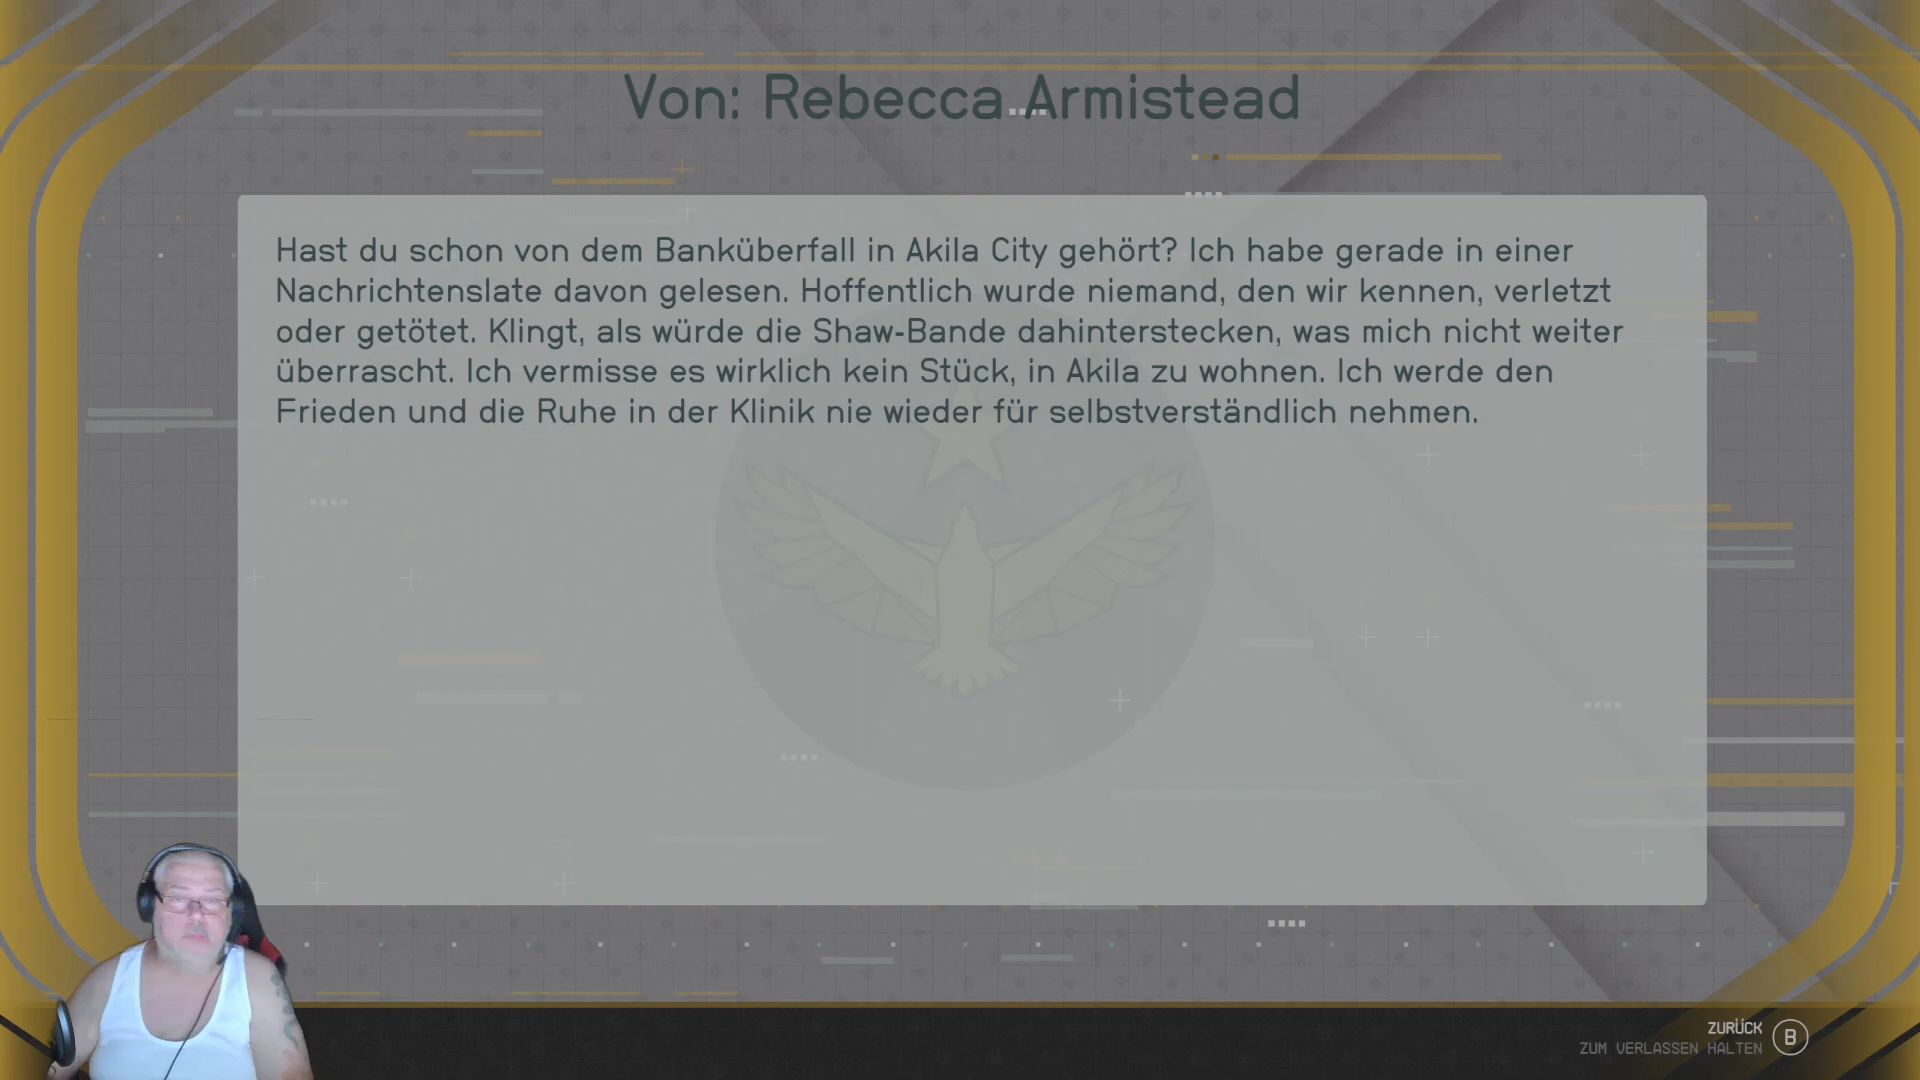 Von: Rebecca Armistead
Hast du schon von dem Banküberfall in Akila City gehört? Ich habe gerade in einer
Nachrichtenslate davon gelesen. Hoffentlich wurde niemand, den wir kennen, verletzt
oder getötet. Klingt, als würde die Shaw-Bande dahinterstecken, was mich nicht weiter
überrascht. Ich vermisse es wirklich kein Stück, in Akila zu wohnen. Ich werde den
Frieden und die Ruhe in der Klinik nie wieder für selbstverständlich nehmen.
ZURÜCK B
ZUM VERLASSEN HALTEN